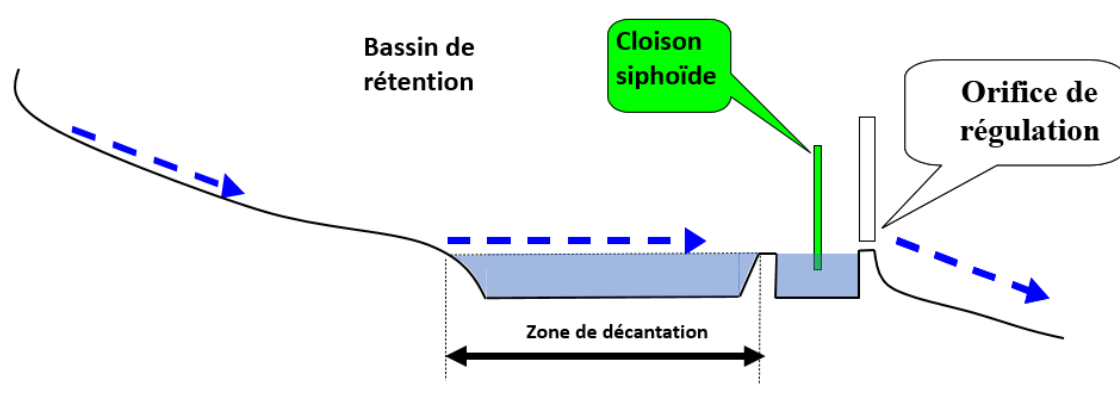 Bassin de
rétention
Cloison
siphoïde
Orifice de
régulation
Zone de décantation